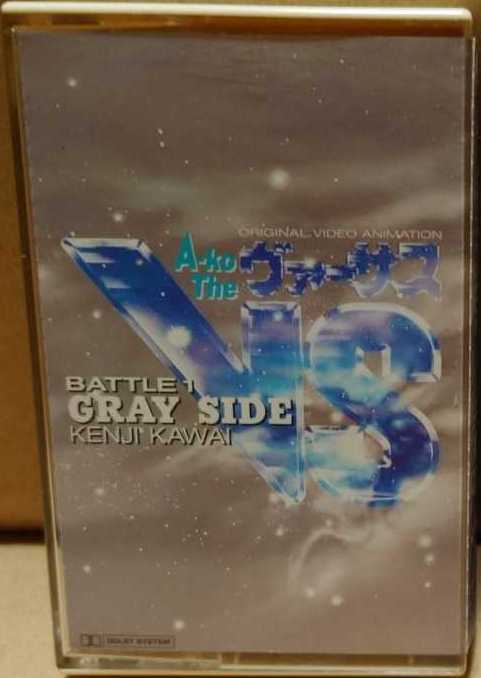 ORIGINAL VIDEO ANIMATION
A-ko
The
ヴァーサス
VS
BATTLE 1
GRAY SIDE
KENJI KAWAI
DOLBY SYSTEM